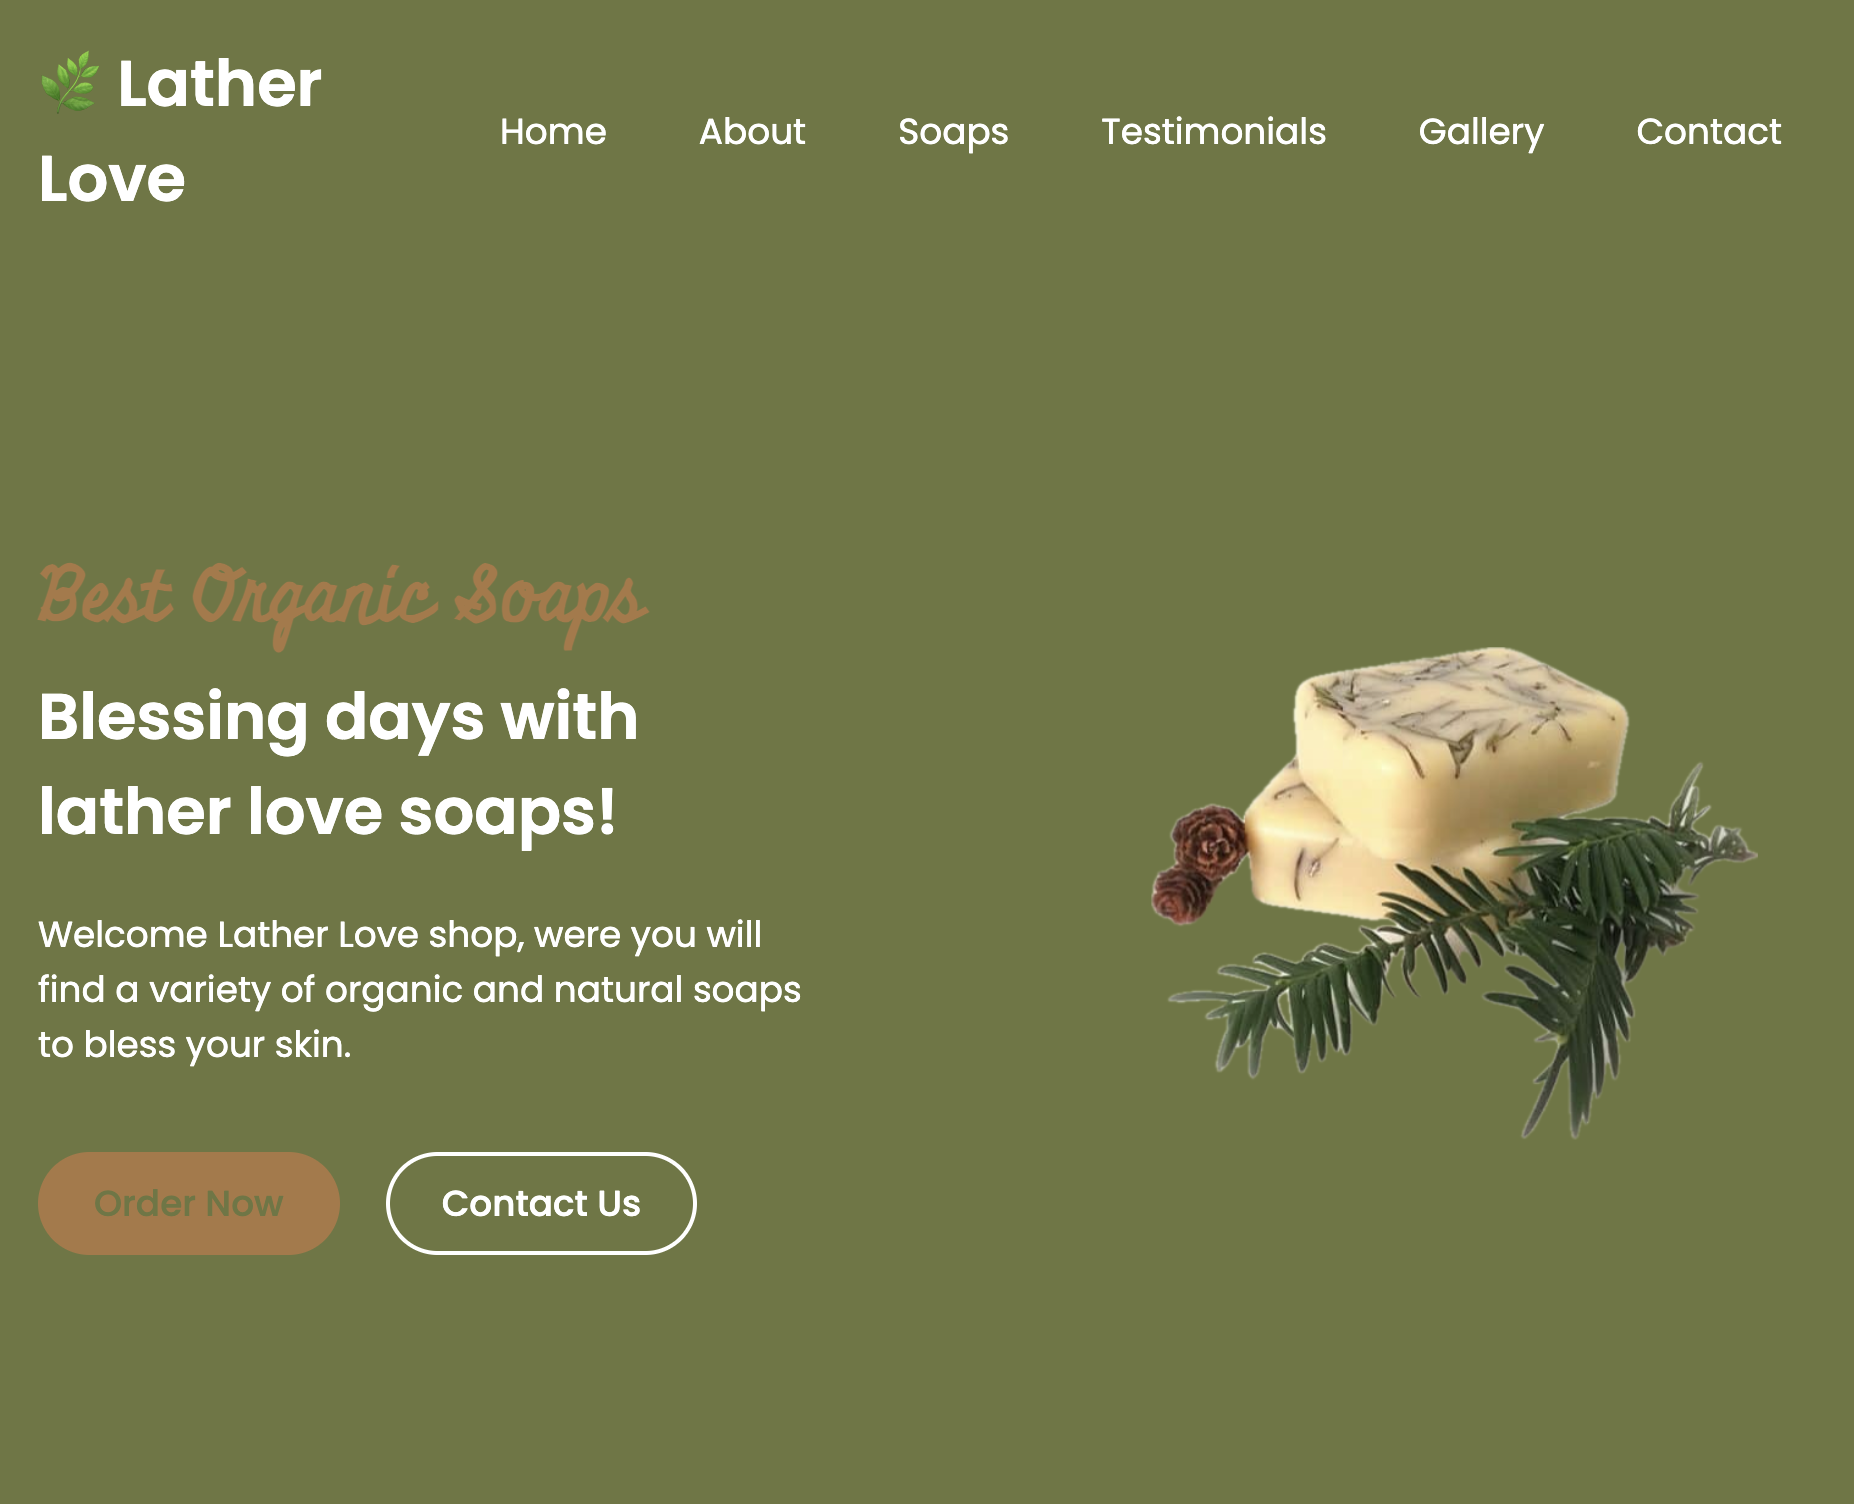 🌿 Lather
Love
Home About Soaps Testimonials Gallery Contact
Best Organic Soaps
Blessing days with
lather love soaps!
Welcome Lather Love shop, were you will
find a variety of organic and natural soaps
to bless your skin.
Order Now Contact Us